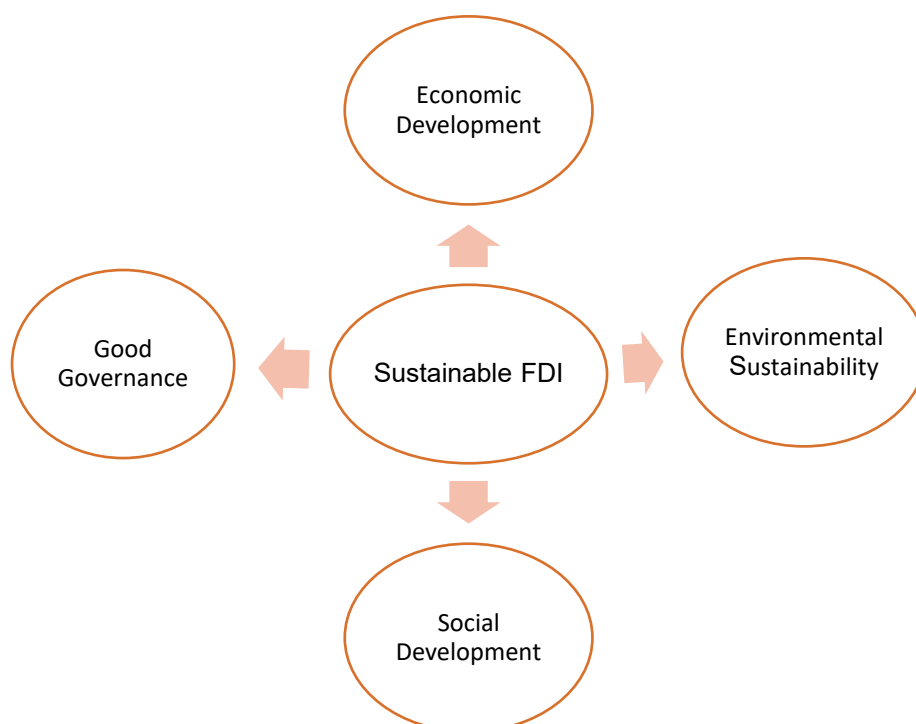 Economic
Development
Good
Governance
Sustainable FDI
Environmental
Sustainability
Social
Development